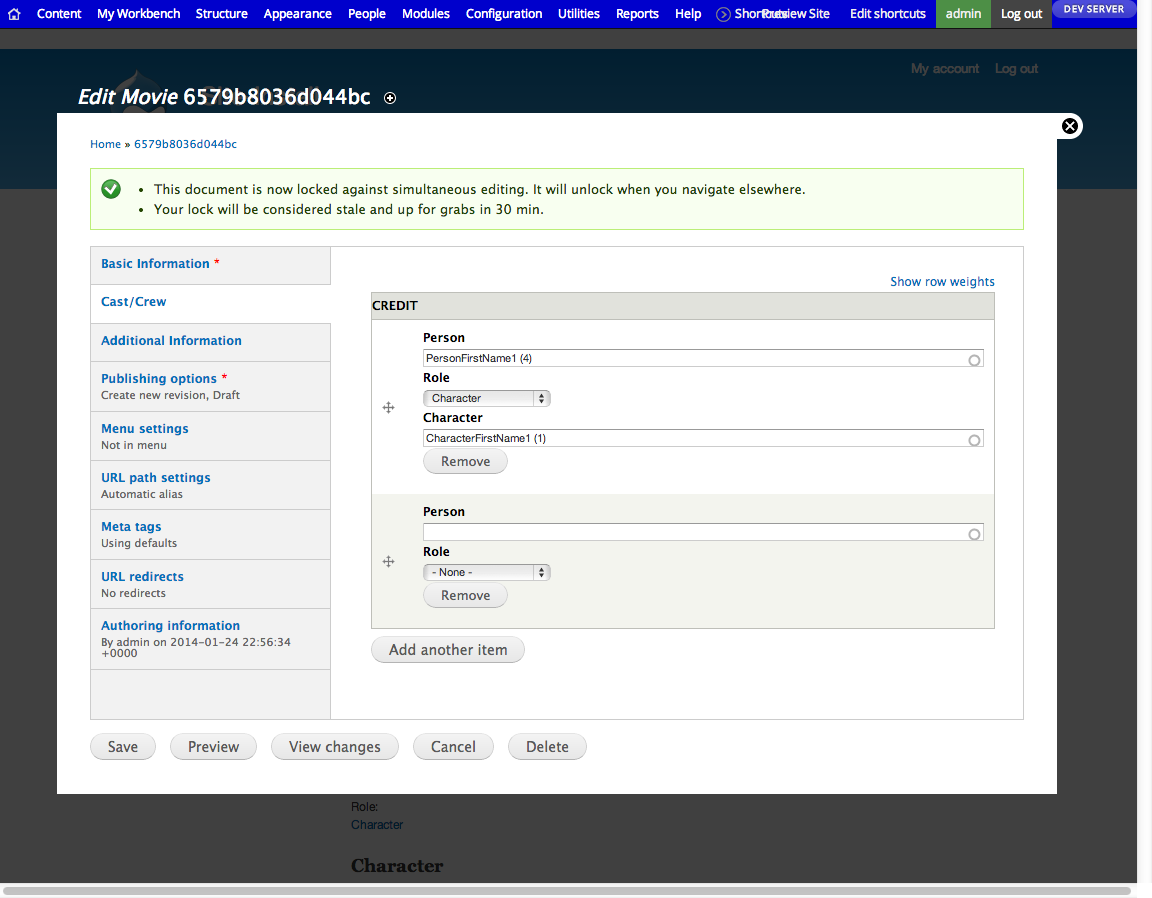 Content My Workbench Structure Appearance People Modules Configuration Utilities Reports Help Shortcuts Preview Site Edit shortcuts admin Log out DEV SERVER
My account Log out
Edit Movie 6579b8036d044bc
Home » 6579b8036d044bc
This document is now locked against simultaneous editing. It will unlock when you navigate elsewhere.
Your lock will be considered stale and up for grabs in 30 min.
Basic Information *
Cast/Crew
Additional Information
Publishing options *
Create new revision, Draft
Menu settings
Not in menu
URL path settings
Automatic alias
Meta tags
Using defaults
URL redirects
No redirects
Authoring information
By admin on 2014-01-24 22:56:34
+0000
Show row weights
CREDIT
Person
PersonFirstName1 (4)
Role
Character
Character
CharacterFirstName1 (1)
Remove
Person
Role
- None -
Remove
Add another item
Save Preview View changes Cancel Delete
Role:
Character
Character